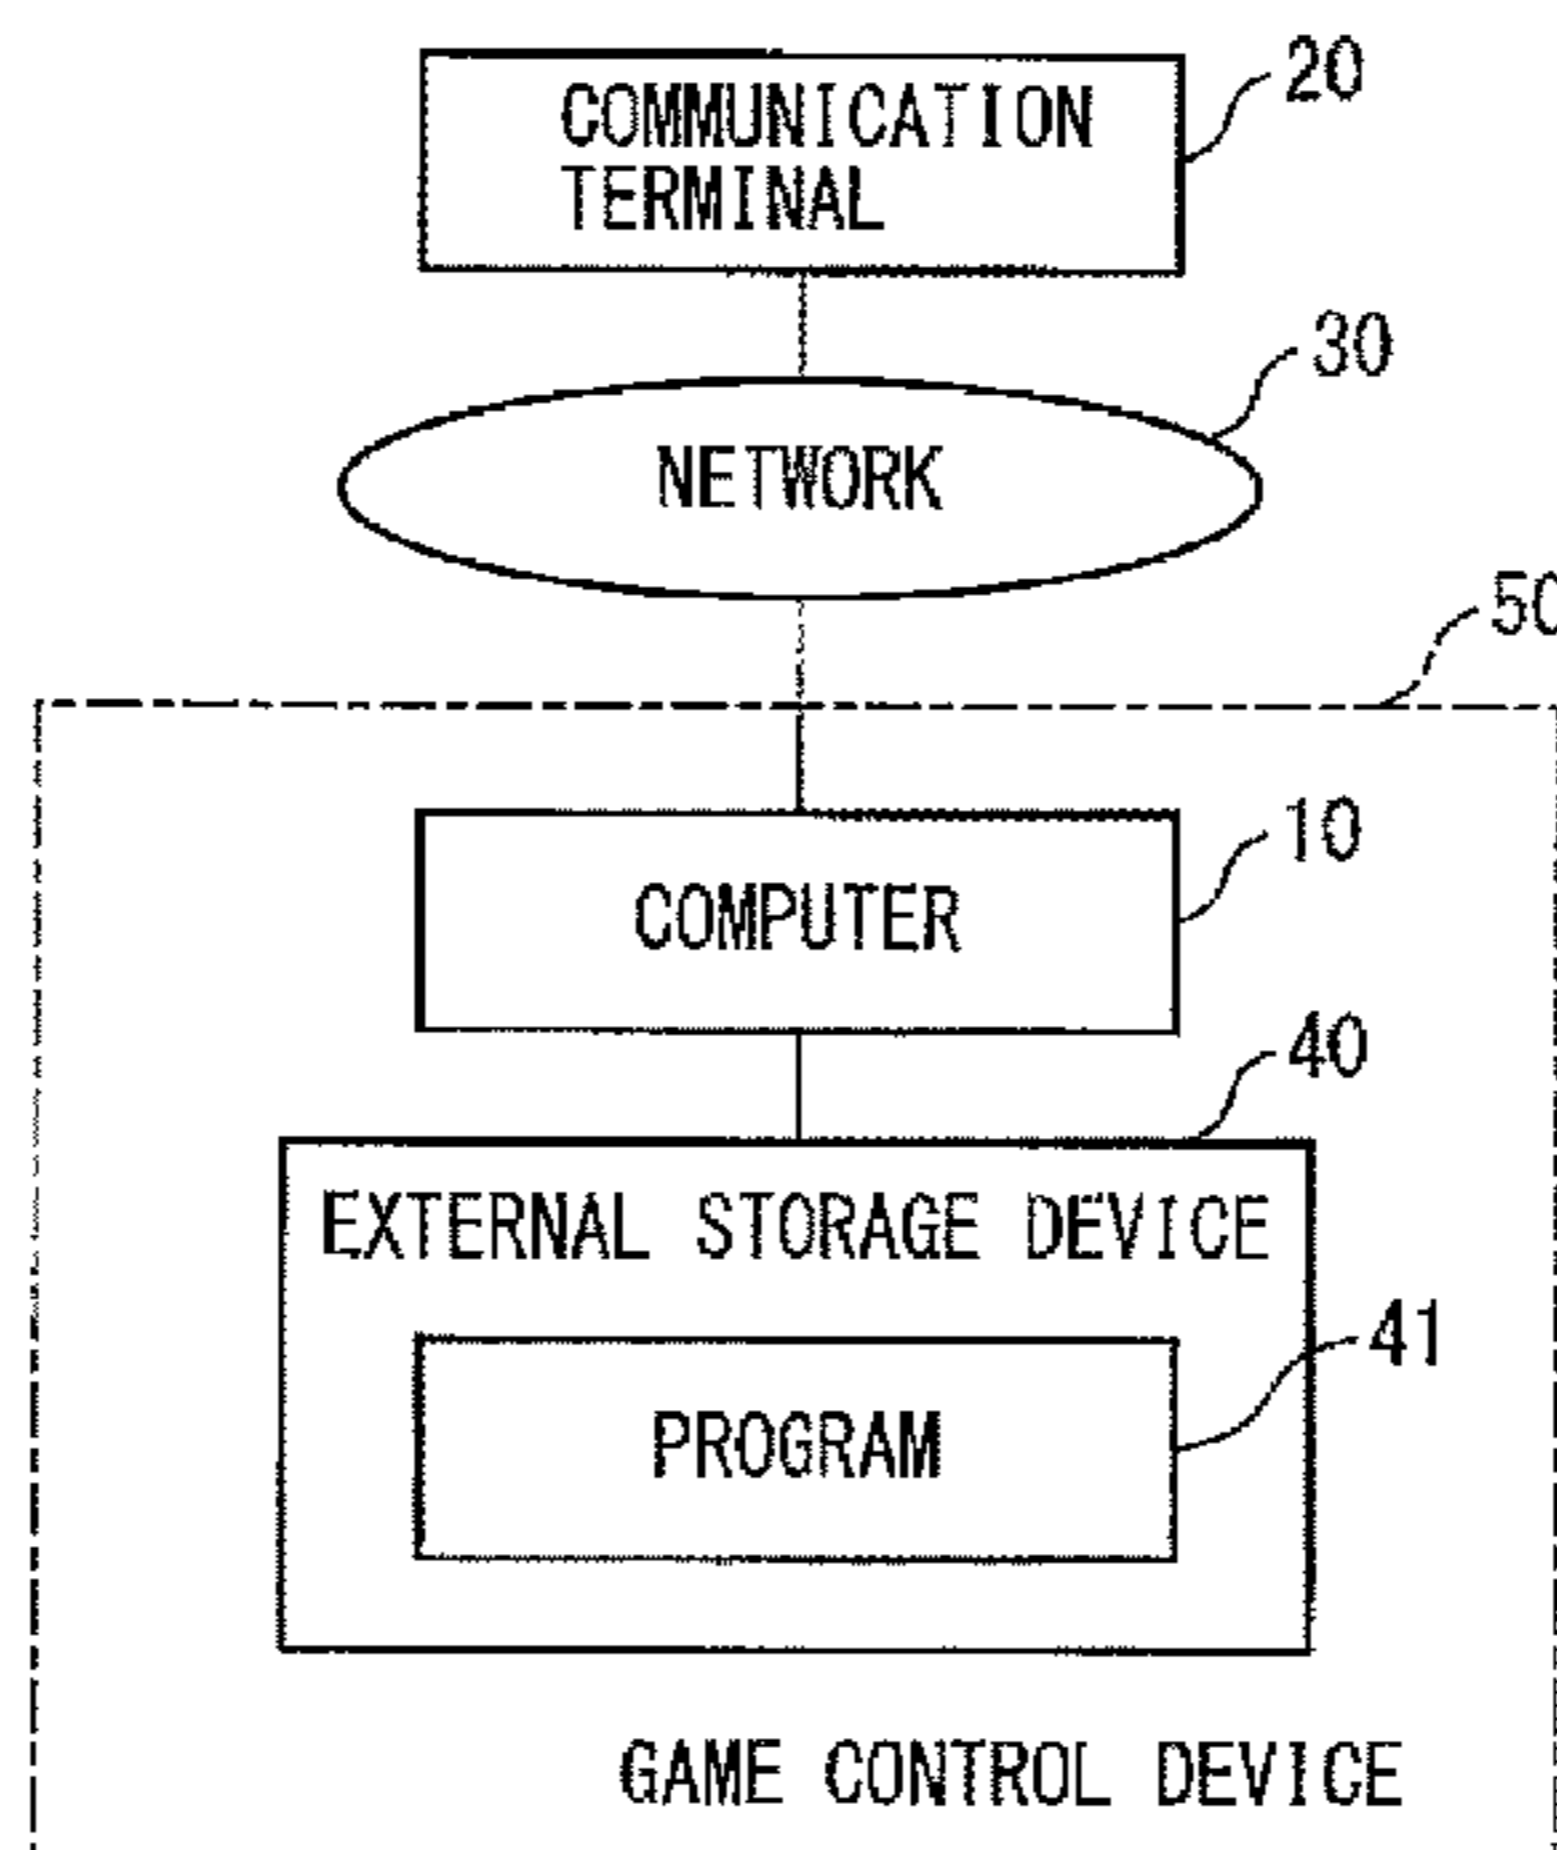 COMMUNICATION
TERMINAL
20
30
NETWORK
50
10
COMPUTER
40
EXTERNAL STORAGE DEVICE
41
PROGRAM
GAME CONTROL DEVICE